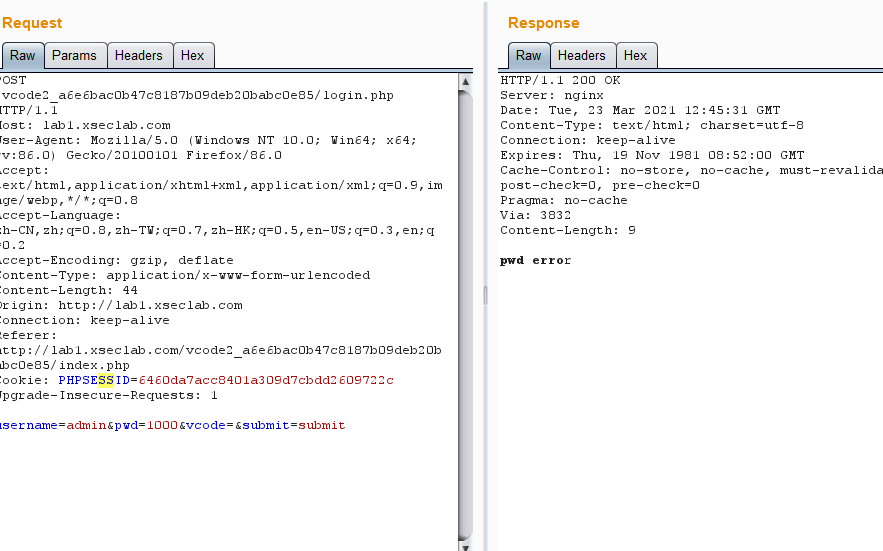 Request
Raw Params Headers Hex
POST
vcode2_a6e6bac0b47c8187b09deb20babc0e85/login.php
HTTP/1.1
Host: lab1.xseclab.com
User-Agent: Mozilla/5.0 (Windows NT 10.0; Win64; x64;
rv:86.0) Gecko/20100101 Firefox/86.0
Accept:
text/html,application/xhtml+xml,application/xml;q=0.9,im
age/webp,*/*;q=0.8
Accept-Language:
zh-CN,zh;q=0.8,zh-TW;q=0.7,zh-HK;q=0.5,en-US;q=0.3,en;q
=0.2
Accept-Encoding: gzip, deflate
Content-Type: application/x-www-form-urlencoded
Content-Length: 44
Origin: http://lab1.xseclab.com
Connection: keep-alive
Referer:
http://lab1.xseclab.com/vcode2_a6e6bac0b47c8187b09deb20b
abc0e85/index.php
Cookie: PHPSESSID=6460da7acc8401a309d7cbdd2609722c
Upgrade-Insecure-Requests: 1
username=admin&pwd=1000&vcode=&submit=submit
Response
Raw Headers Hex
HTTP/1.1 200 OK
Server: nginx
Date: Tue, 23 Mar 2021 12:45:31 GMT
Content-Type: text/html; charset=utf-8
Connection: keep-alive
Expires: Thu, 19 Nov 1981 08:52:00 GMT
Cache-Control: no-store, no-cache, must-revalida
post-check=0, pre-check=0
Pragma: no-cache
Via: 3832
Content-Length: 9
pwd error